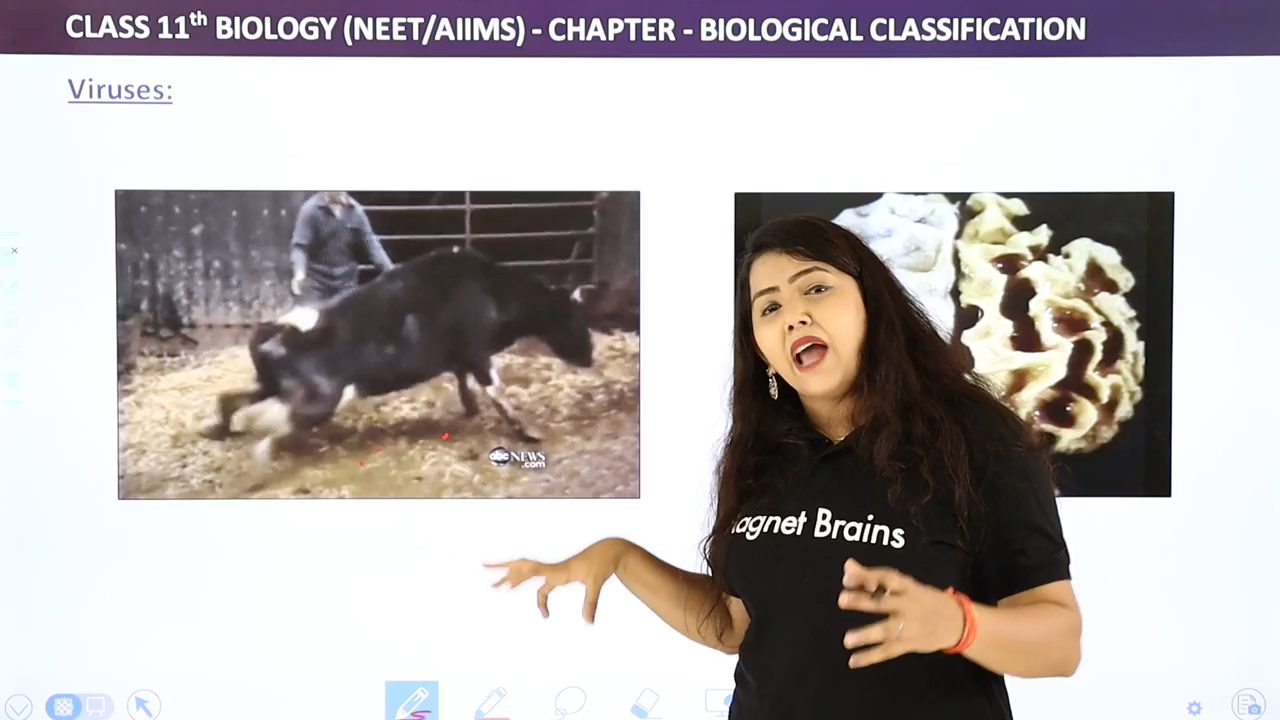 CLASS 11th BIOLOGY (NEET/AIIMS) - CHAPTER - BIOLOGICAL CLASSIFICATION
Viruses:
abc NEWS
.com
agnet Brains